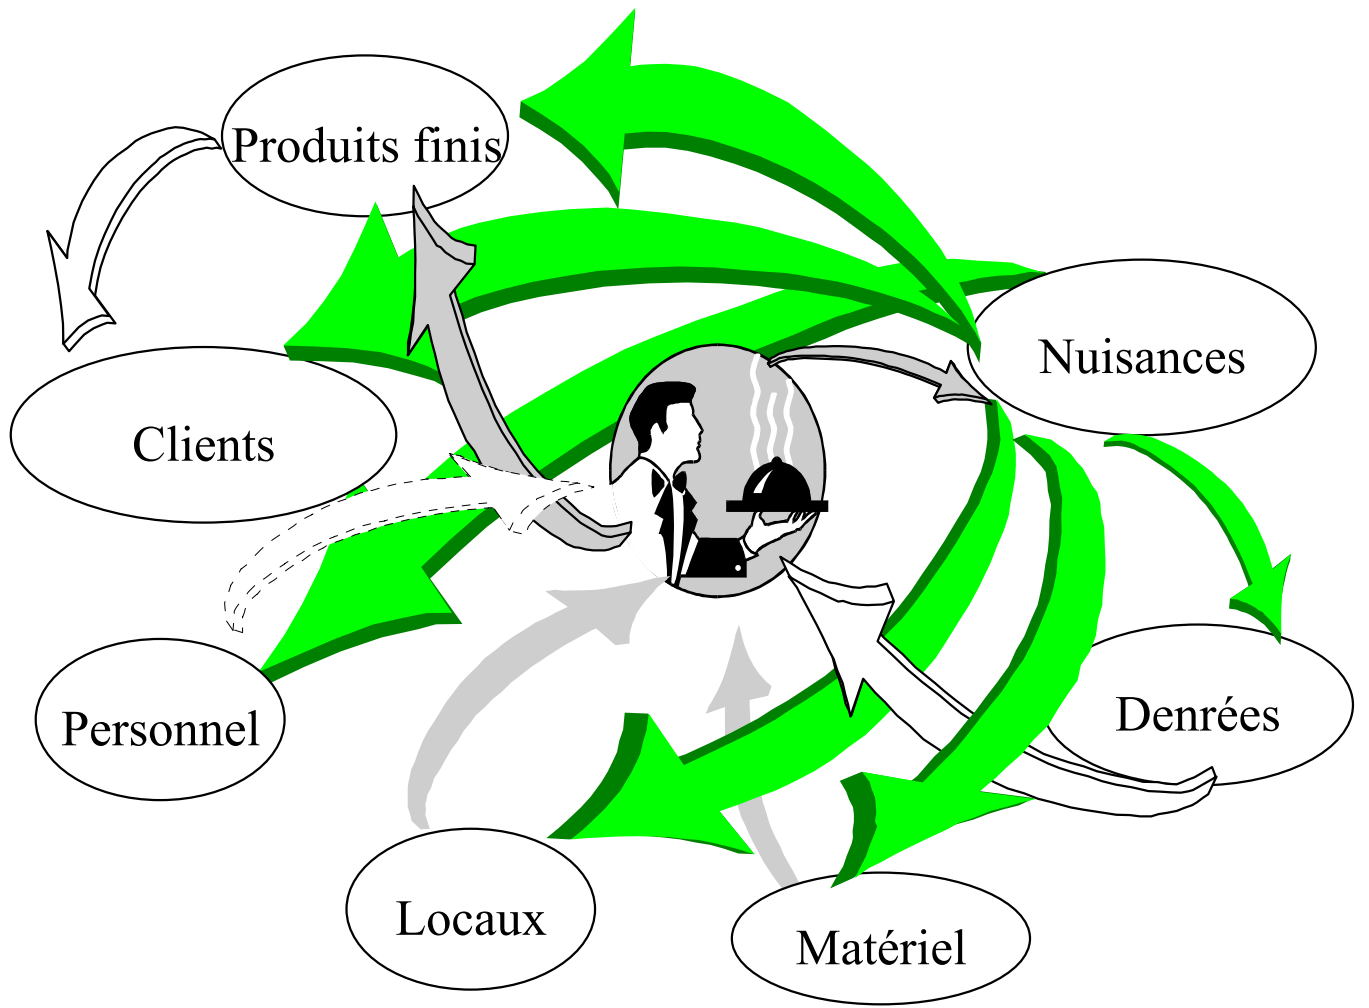 Produits finis
Nuisances
Clients
Denrées
Personnel
Locaux
Matériel